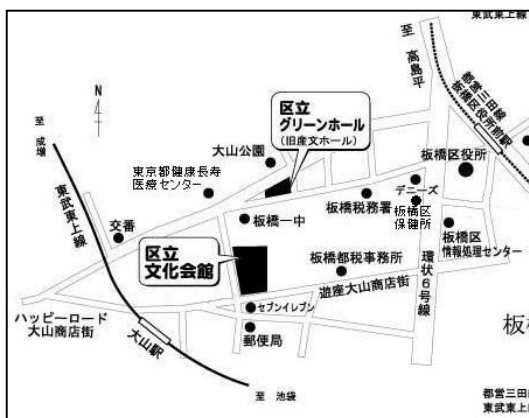 東武東上
至
高島平
N
至
成増
都営三田線
板橋区役所前駅
区立
グリーンホール
(旧産文ホール)
大山公園
東京都健康長寿
医療センター
東武東上線
板橋区役所
デニーズ
板橋税務署
板橋区
保健所
板橋一中
交番
板橋区
情報処理センター
区立
文化会館
板橋都税事務所
環状6号線
遊座大山商店街
セブンイレブン
ハッピーロード
大山商店街
大山駅
郵便局
板
至 池袋
都営三田
東武東上